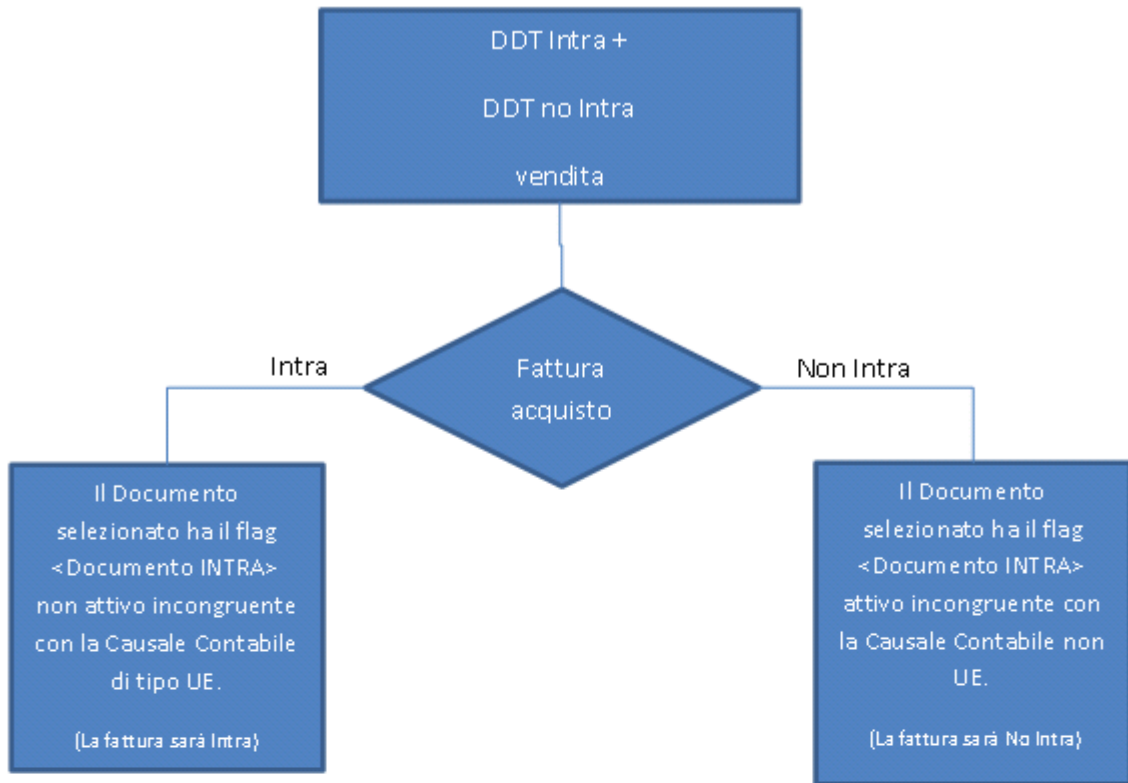 DDT Intra +
DDT no Intra
vendita
Intra
Fattura
acquisto
Non Intra
Il Documento
selezionato ha il flag
<Documento INTRA>
non attivo incongruente
con la Causale Contabile
di tipo UE.
(La fattura sarà Intra)
Il Documento
selezionato ha il flag
<Documento INTRA>
attivo incongruente con
la Causale Contabile non
UE.
(La fattura sarà No Intra)